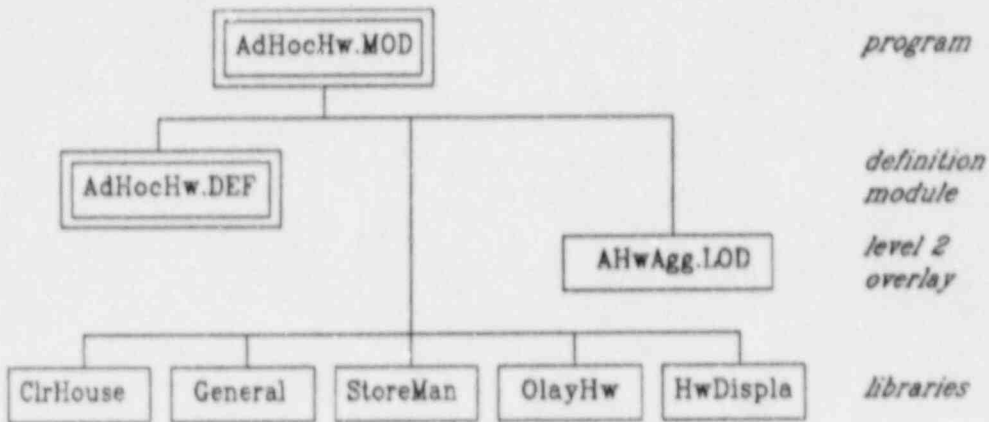 AdHocHw.MOD
program
AdHocHw.DEF
definition
module
AHwAgg.LOD
level 2
overlay
ClrHouse
General
StoreMan
OlayHw
HwDispla
libraries